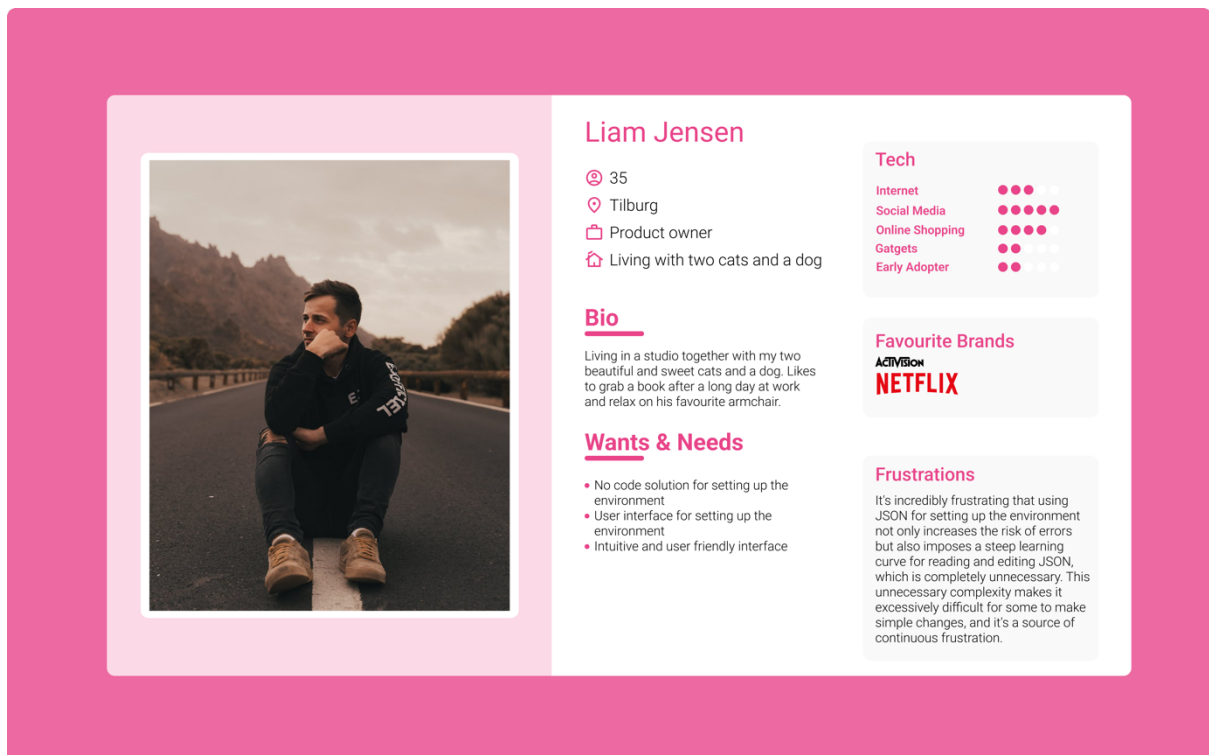 Liam Jensen
35
Tilburg
Product owner
Living with two cats and a dog
Bio
Living in a studio together with my two
beautiful and sweet cats and a dog. Likes
to grab a book after a long day at work
and relax on his favourite armchair.
Wants & Needs
No code solution for setting up the
environment
User interface for setting up the
environment
Intuitive and user friendly interface
Tech
Internet
Social Media
Online Shopping
Gatgets
Early Adopter
Favourite Brands
ACTIVISION
NETFLIX
Frustrations
It's incredibly frustrating that using
JSON for setting up the environment
not only increases the risk of errors
but also imposes a steep learning
curve for reading and editing JSON,
which is completely unnecessary. This
unnecessary complexity makes it
excessively difficult for some to make
simple changes, and it's a source of
continuous frustration.